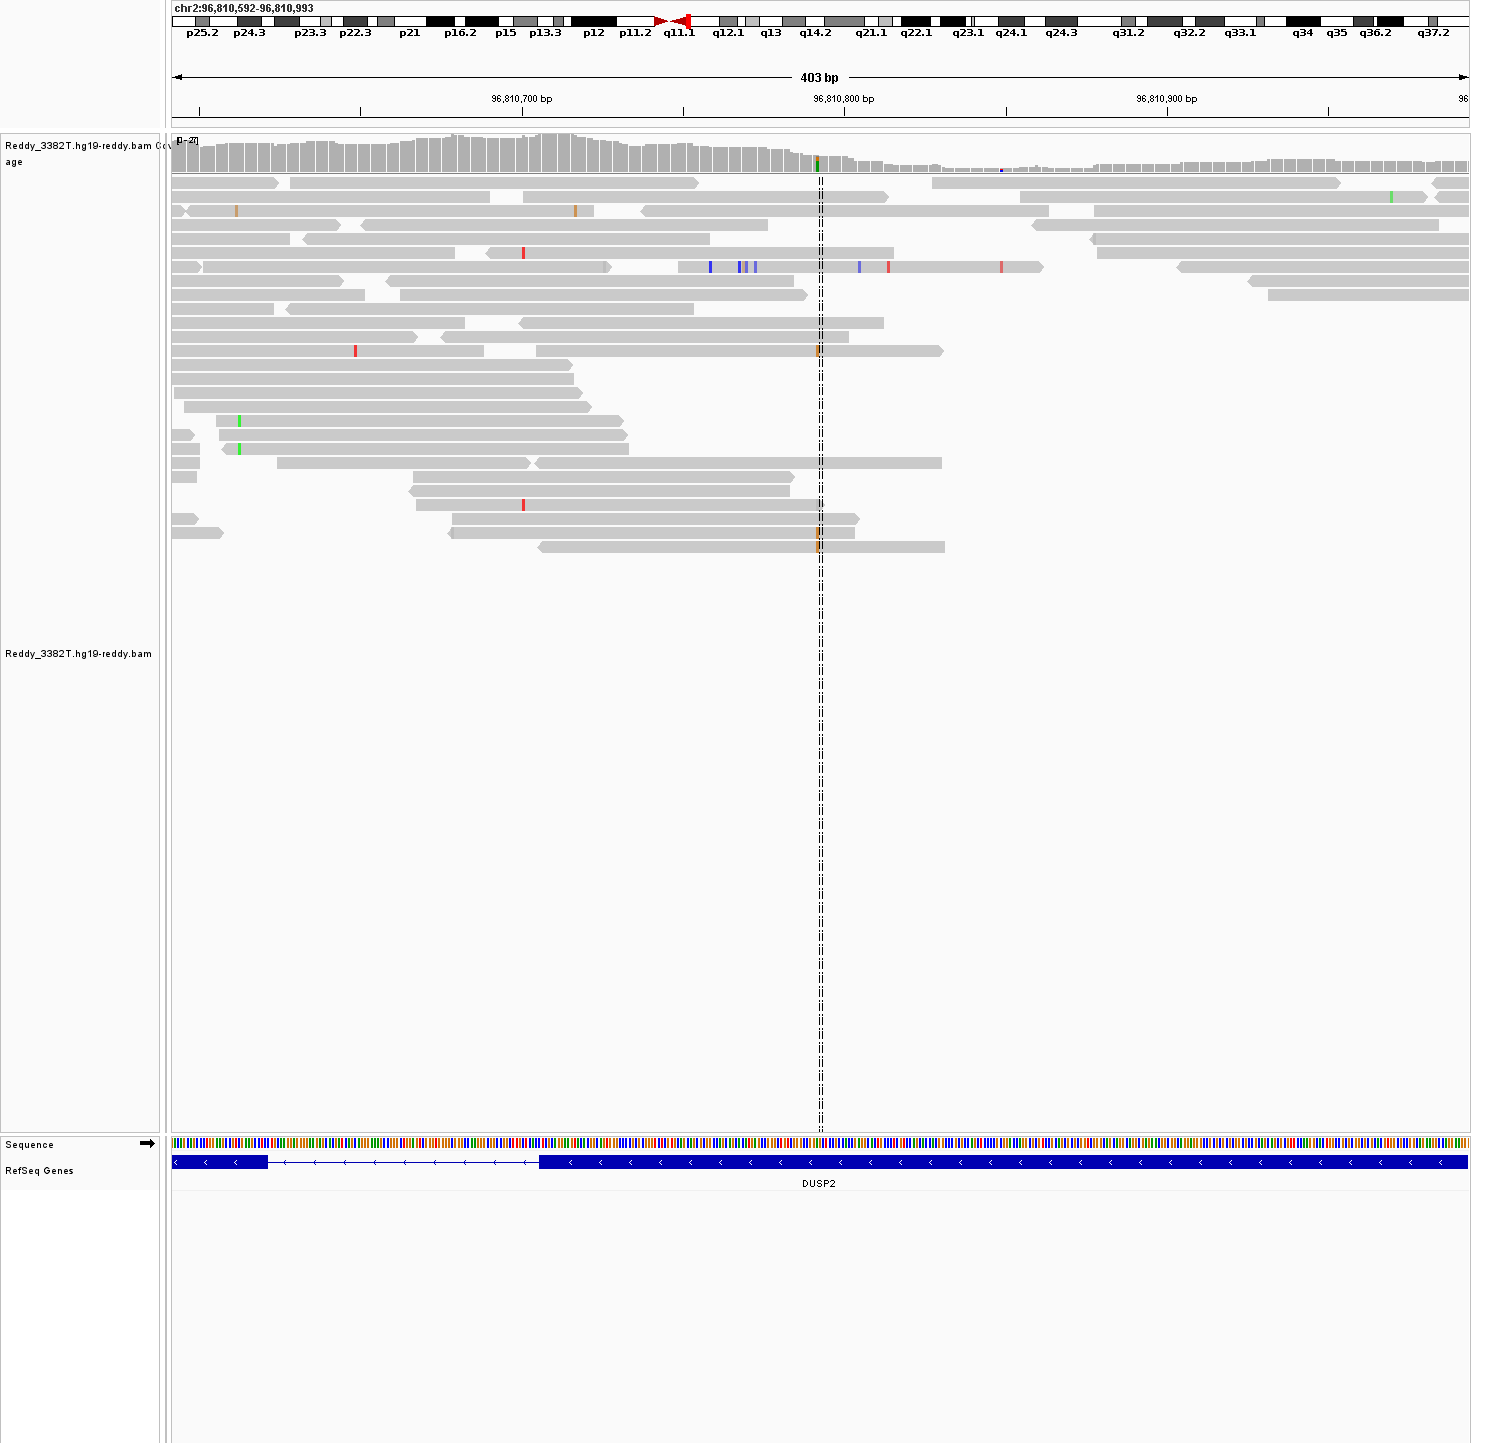 chr2:96,810,592-96,810,993
p25.2 p24.3 p23.3 p22.3 p21 p16.2 p15 p13.3 p12 p11.2 q11.1 q12.1 q13 q14.2 q21.1 q22.1 q23.1 q24.1 q24.3 q31.2 q32.2 q33.1 q34 q35 q36.2 q37.2
403 bp
96,810,700 bp 96,810,800 bp 96,810,900 bp 96
[0-27]
Reddy_3382T.hg19-reddy.bam Cov
age
Reddy_3382T.hg19-reddy.bam
Sequence
RefSeq Genes
DUSP2